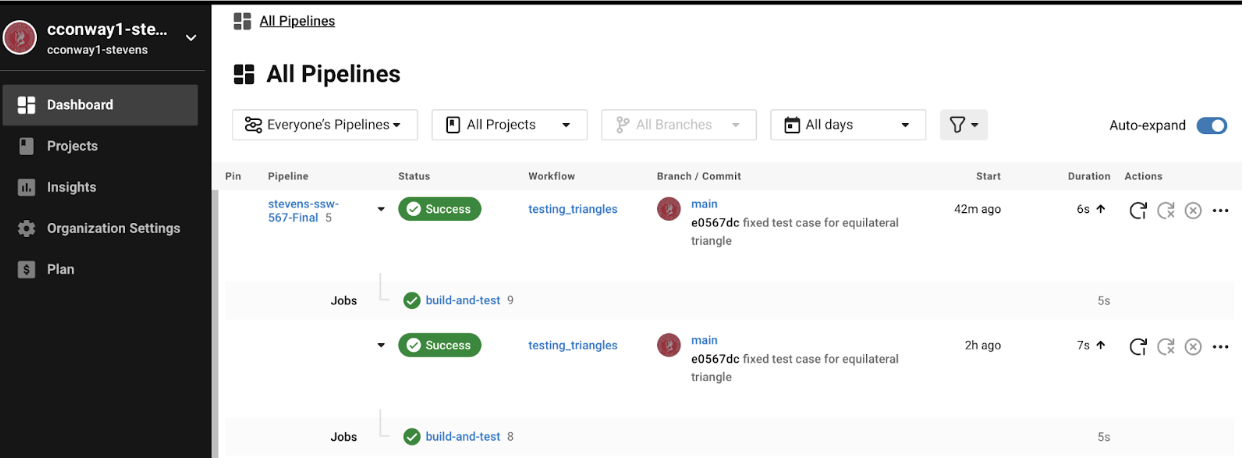 cconway1-ste...
cconway1-stevens
Dashboard
Projects
Insights
Organization Settings
Plan
All Pipelines
All Pipelines
Everyone's Pipelines
All Projects
All Branches
All days
Auto-expand
Pin Pipeline Status Workflow Branch / Commit Start Duration Actions
stevens-ssw-
567-Final 5
Success
testing_triangles
main
e0567dc fixed test case for equilateral
triangle
42m ago
6s
Jobs
build-and-test 9
5s
Success
testing_triangles
main
e0567dc fixed test case for equilateral
triangle
2h ago
7s
Jobs
build-and-test 8
5s